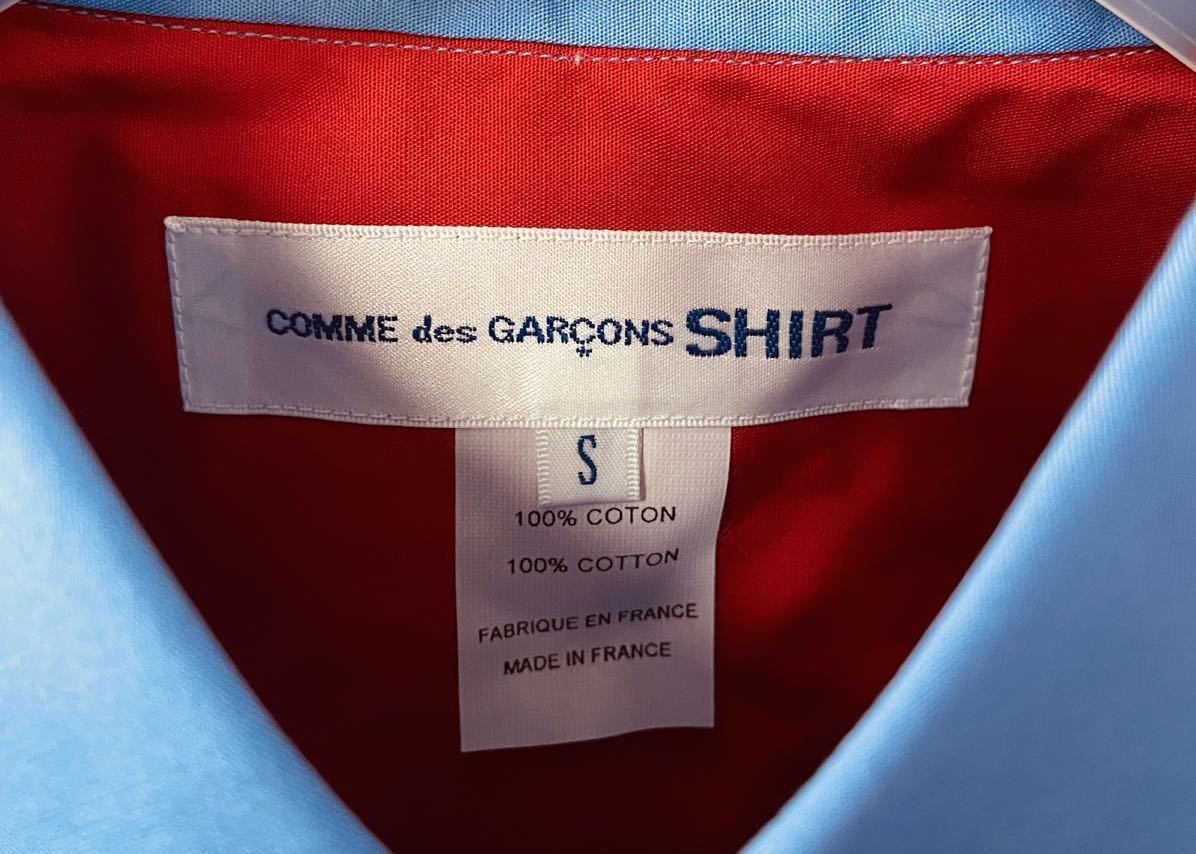 COMME des GARÇONS SHIRT
S
100% COTON
100% COTTON
FABRIQUE EN FRANCE
MADE IN FRANCE